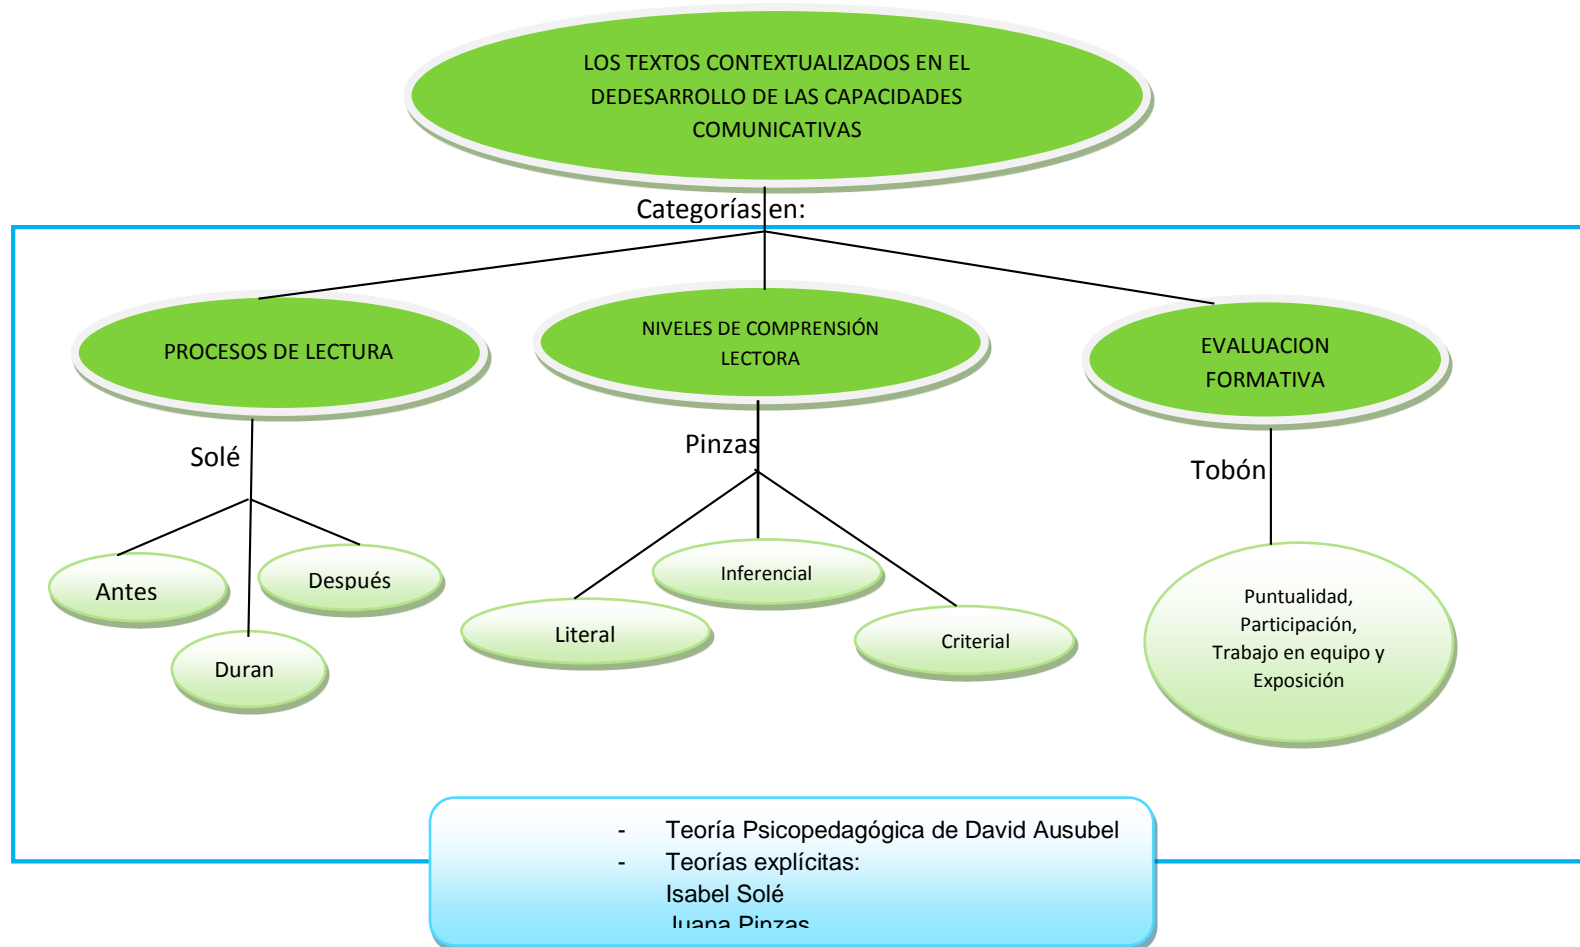 LOS TEXTOS CONTEXTUALIZADOS EN EL
DEDESARROLLO DE LAS CAPACIDADES
COMUNICATIVAS
Categorías en:
PROCESOS DE LECTURA
NIVELES DE COMPRENSIÓN
LECTORA
EVALUACION
FORMATIVA
Solé
Pinzas
Tobón
Antes
Duran
Después
Literal
Inferencial
Criterial
Puntualidad,
Participación,
Trabajo en equipo y
Exposición
- Teoría Psicopedagógica de David Ausubel
- Teorías explícitas:
Isabel Solé
Juana Pinzas